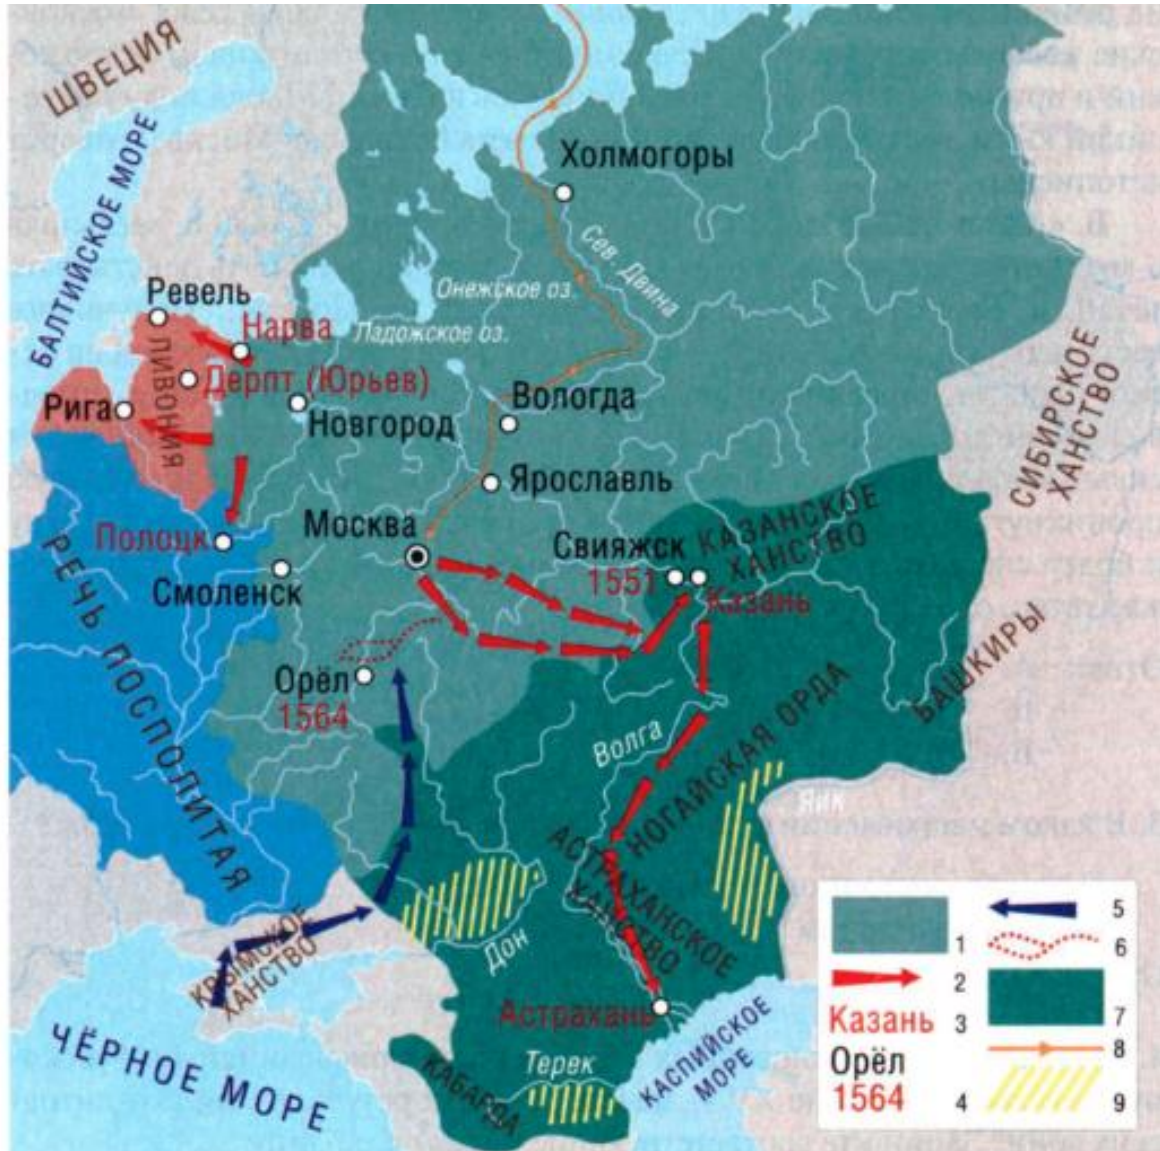 ШВЕЦИЯ
БАЛТИЙСКОЕ МОРЕ
Холмогоры
Сев. Двина
Онежское оз.
Ладожское оз.
Ревель
Нарва
ЛИВОНИЯ
Дерпт (Юрьев)
Рига
Новгород
Вологда
Ярославль
СИБИРСКОЕ
ХАНСТВО
Москва
Полоцк
Смоленск
Свияжск
1551
КАЗАНСКОЕ
ХАНСТВО
Казань
РЕЧЬ ПОСПОЛИТАЯ
Орёл
1564
БАШКИРЫ
Волга
НОГАЙСКАЯ ОРДА
Яик
АСТРАХАНСКОЕ
ХАНСТВО
КРЫМСКОЕ
ХАНСТВО
Дон
Астрахань
ЧЁРНОЕ МОРЕ
Терек
КАБАРДА
КАСПИЙСКОЕ
МОРЕ
1
2
Казань 3
Орёл
1564 4
5
6
7
8
9